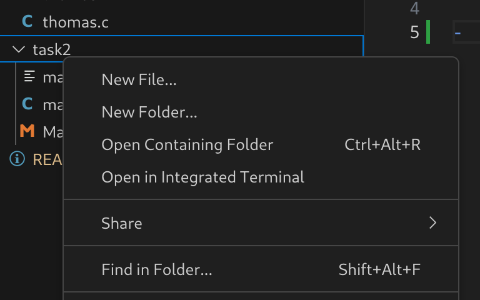 4
C thomas.c
5 -
task2
ma
New File...
C ma
New Folder...
M Ma
Open Containing Folder Ctrl+Alt+R
REA
Open in Integrated Terminal
Share
Find in Folder... Shift+Alt+F